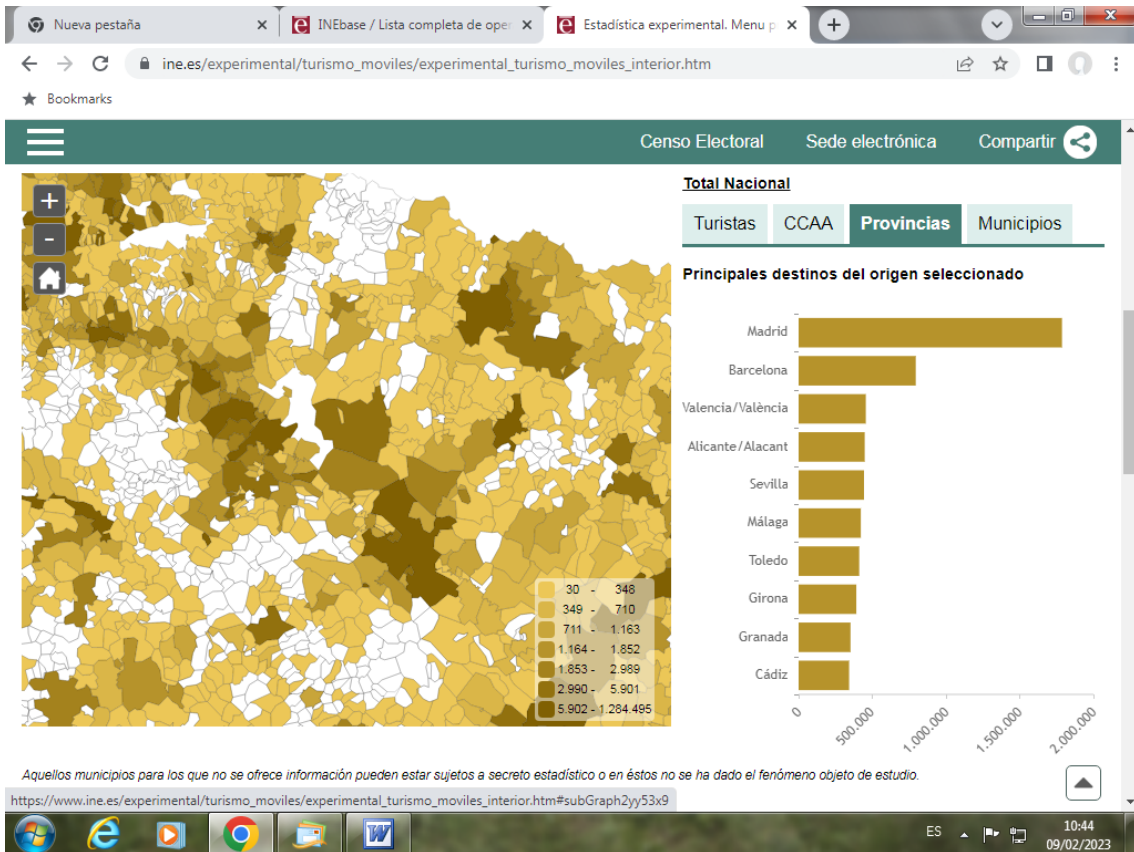 Nueva pestaña
INEbase / Lista completa de oper
Estadística experimental. Menu p
ine.es/experimental/turismo_moviles/experimental_turismo_moviles_interior.htm
Bookmarks
Censo Electoral Sede electrónica Compartir
+
-
Total Nacional
Turistas CCAA Provincias Municipios
Principales destinos del origen seleccionado
Madrid
Barcelona
Valencia/València
Alicante/Alacant
Sevilla
Málaga
Toledo
Girona
Granada
Cádiz
0 500.000 1.000.000 1.500.000 2.000.000
30 - 348
349 - 710
711 - 1.163
1.164 - 1.852
1.853 - 2.989
2.990 - 5.901
5.902 - 1.284.495
Aquellos municipios para los que no se ofrece información pueden estar sujetos a secreto estadístico o en éstos no se ha dado el fenómeno objeto de estudio.
https://www.ine.es/experimental/turismo_moviles/experimental_turismo_moviles_interior.htm#subGraph2yy53x9
ES 10:44
09/02/2023